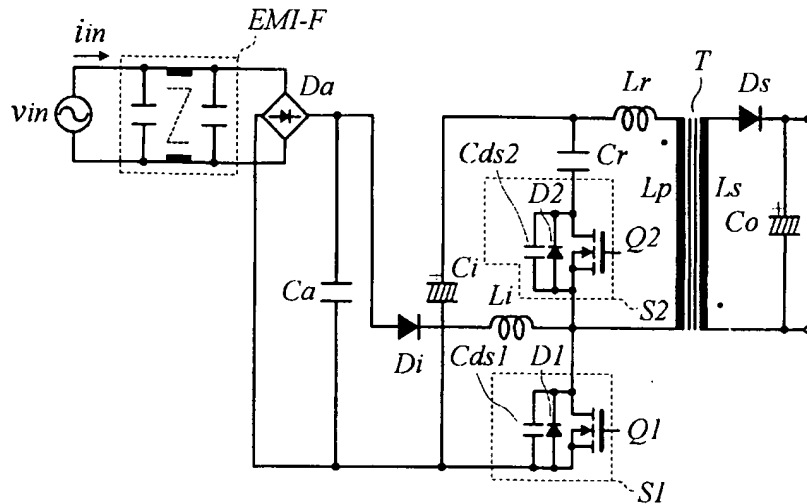 EMI-F
iin
Da
vin
Lr
T
Ds
Cds2
D2
Cr
Lp
Ls
Q2
Co
Ci
Ca
Li
S2
Di
Cds1
D1
Q1
S1